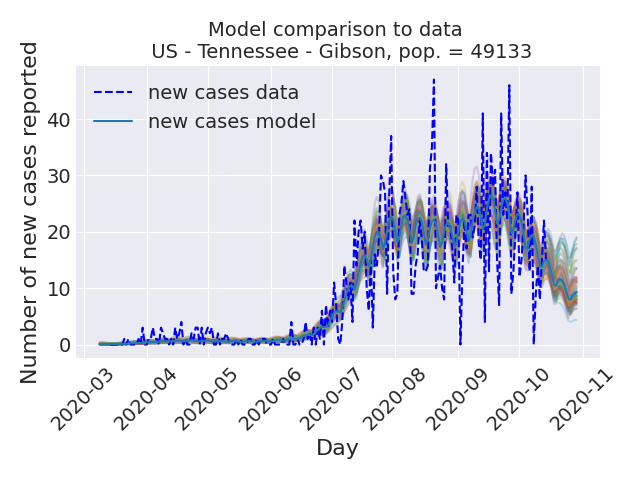 Model comparison to data
US - Tennessee - Gibson, pop. = 49133
Number of new cases reported
new cases data
new cases model
40
30
20
10
0
2020-03
2020-04
2020-05
2020-06
2020-07
2020-08
2020-09
2020-10
2020-11
Day